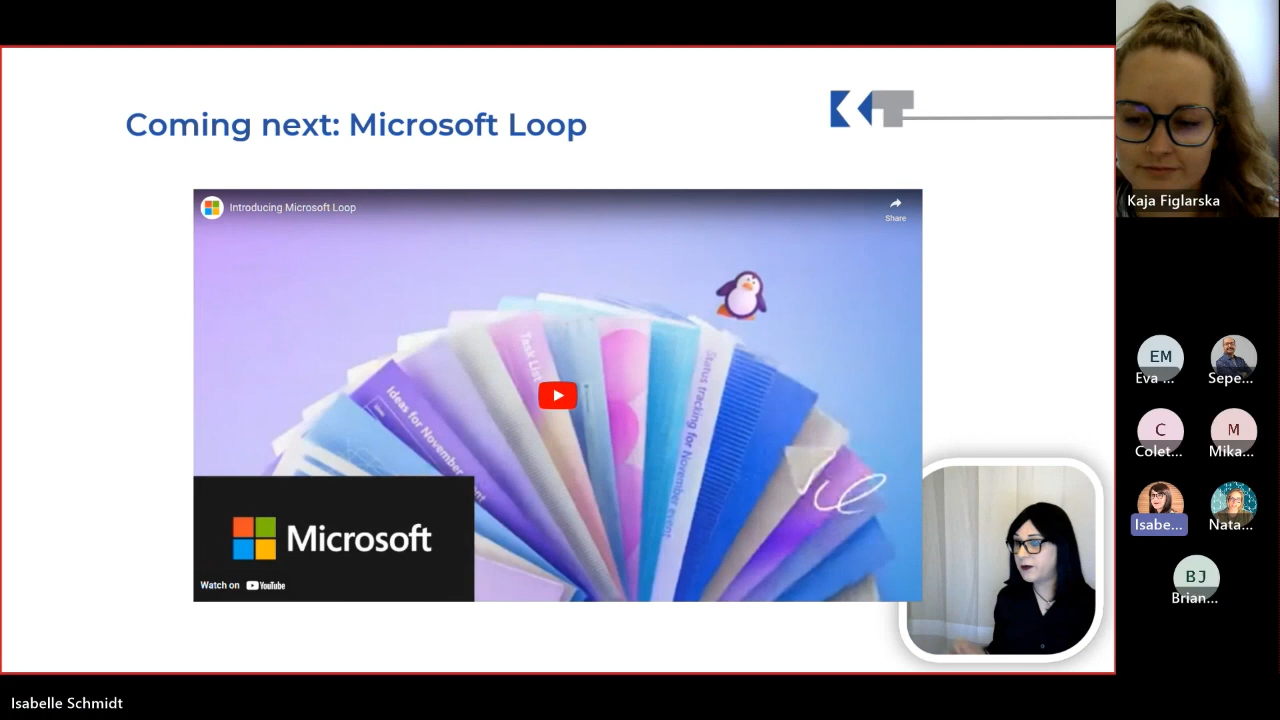 Coming next: Microsoft Loop
KIT
Introducing Microsoft Loop
Share
Task List
Ideas for November
Status tracking for November
Microsoft
Watch on YouTube
Kaja Figlarska
EM
Eva ...
Sepe...
C
Colet...
M
Mika...
Isabe...
Nata...
BJ
Brian...
Isabelle Schmidt